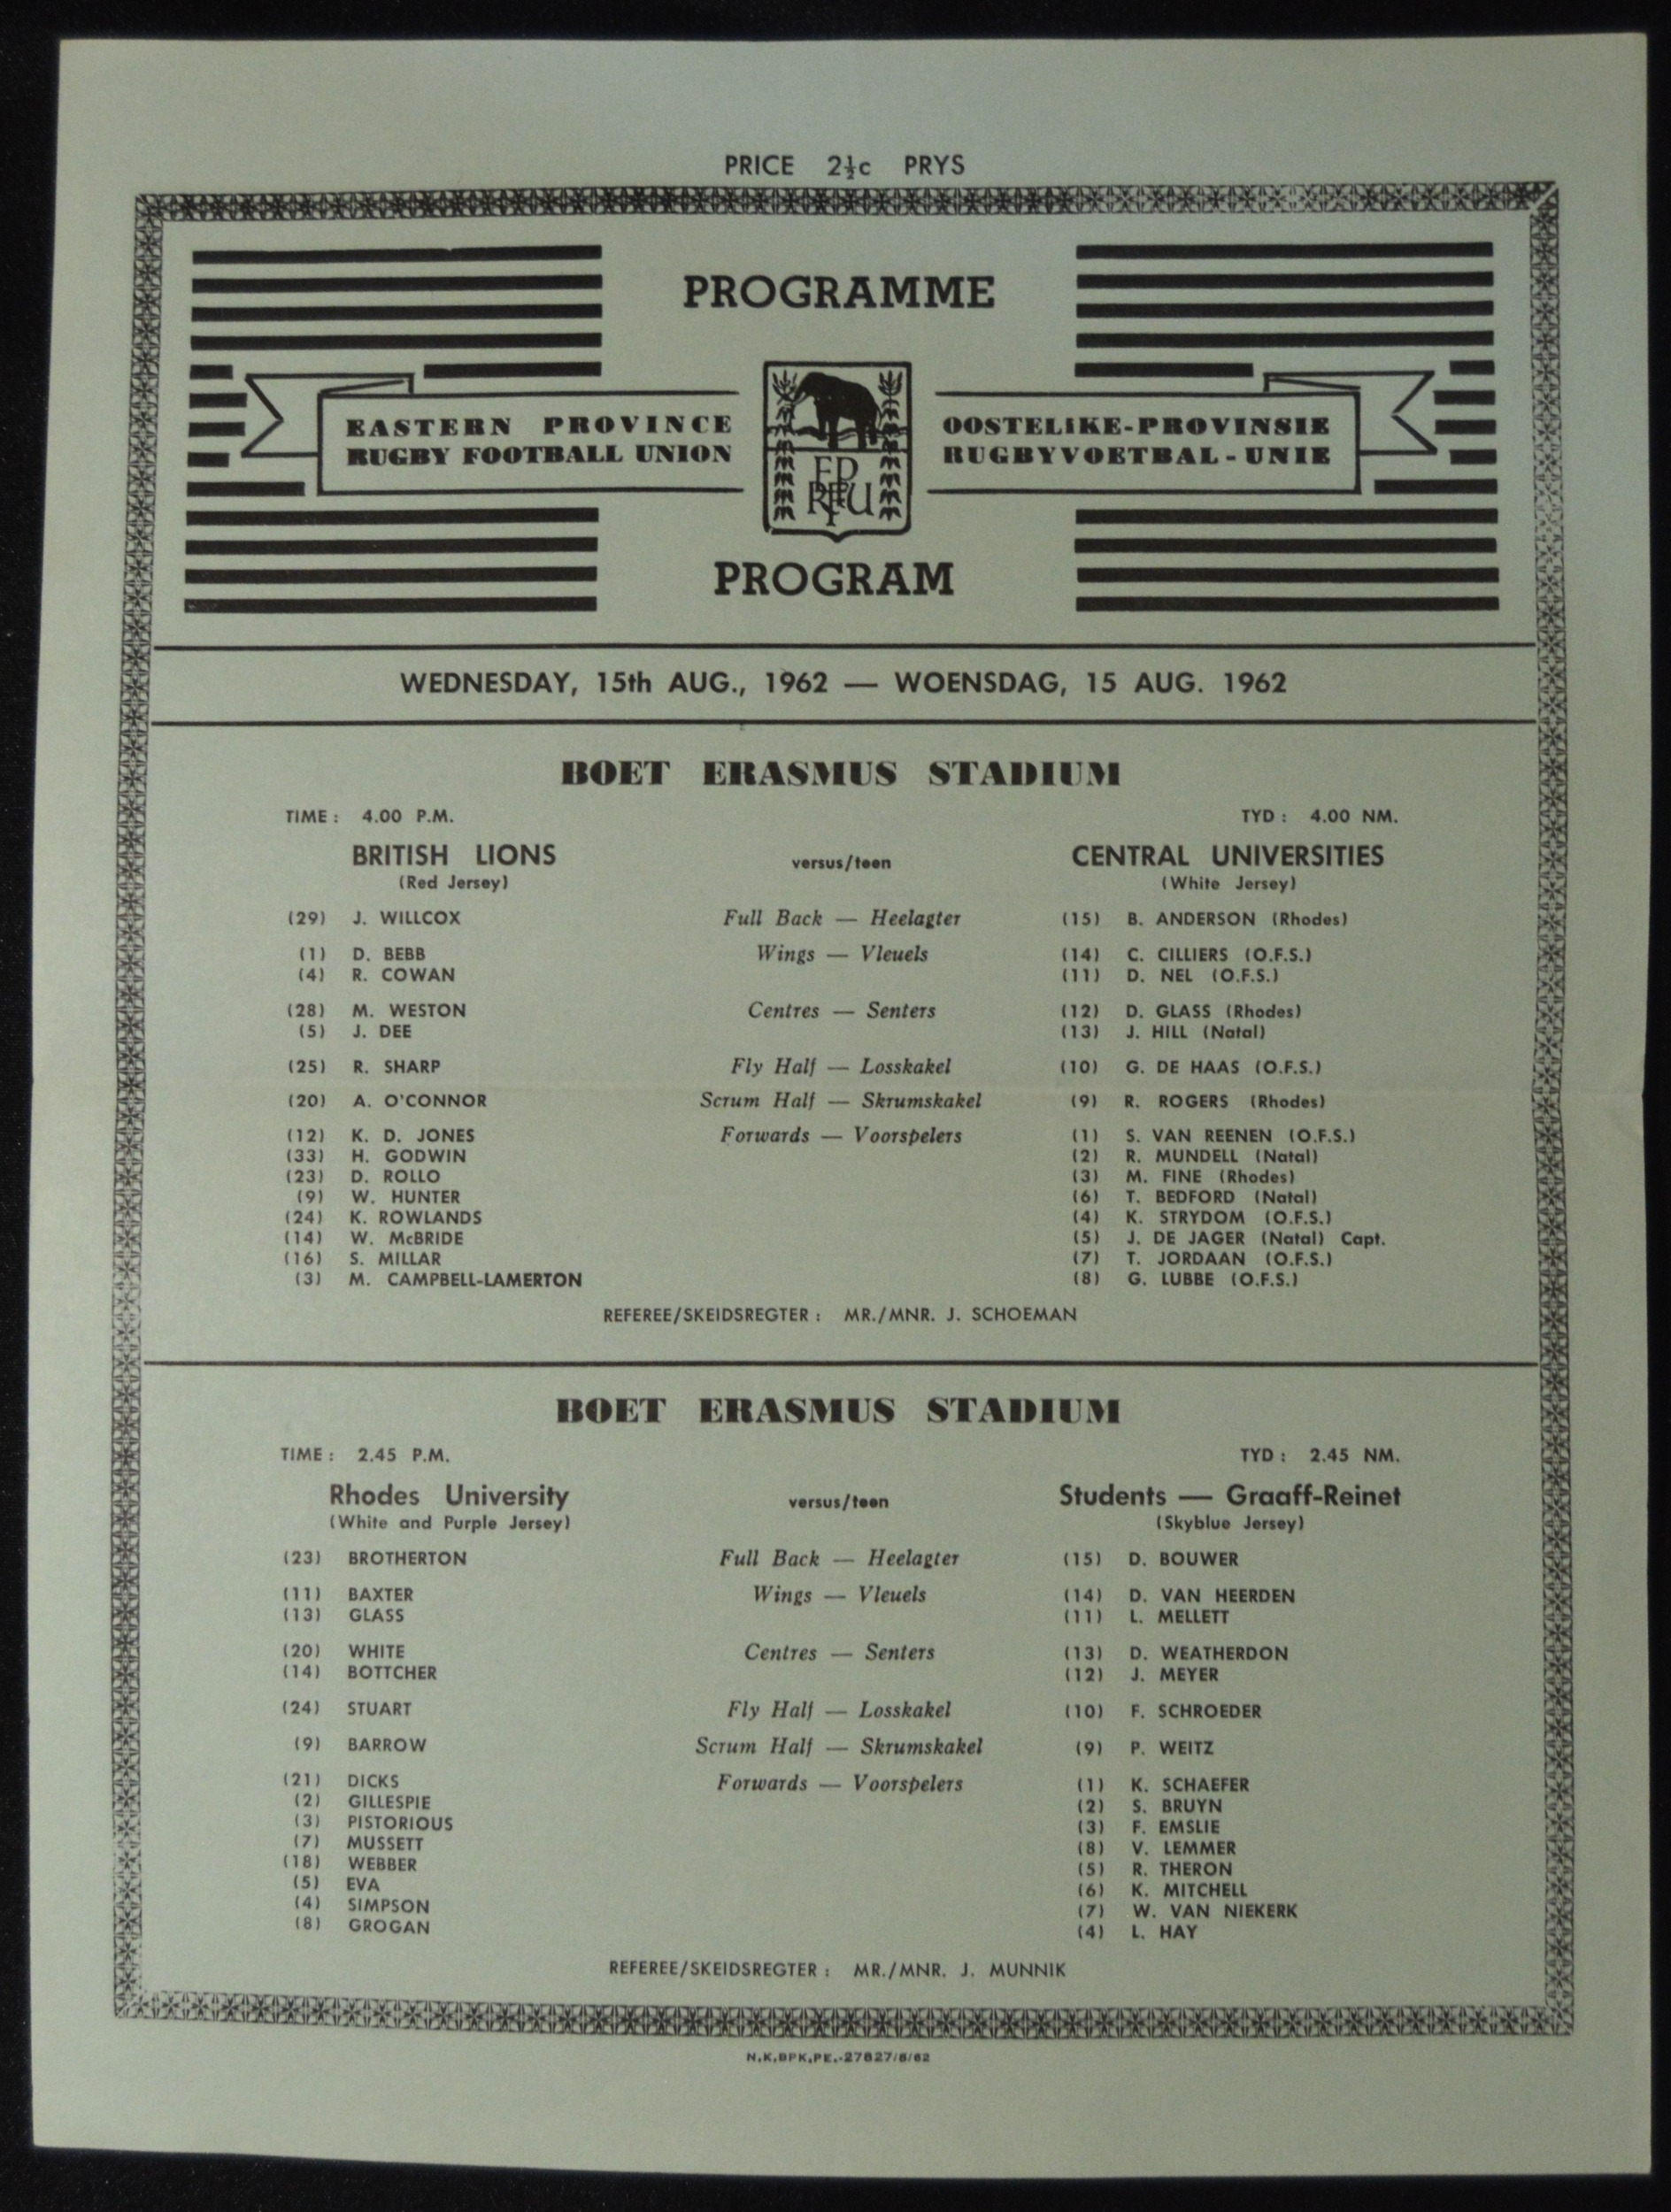 PRICE 2½c PRYS
PROGRAMME
EASTERN PROVINCE
RUGBY FOOTBALL UNION
OOSTELIKE-PROVINSIE
RUGBYVOETBAL-UNIE
EPRFU
PROGRAM
WEDNESDAY, 15th AUG., 1962 — WOENSDAG, 15 AUG. 1962
BOET ERASMUS STADIUM
TIME: 4.00 P.M. TYD: 4.00 NM.
BRITISH LIONS versus/teen CENTRAL UNIVERSITIES
(Red Jersey) (White Jersey)
(29) J. WILLCOX Full Back — Heelagter (15) B. ANDERSON (Rhodes)
(1) D. BEBB Wings — Vleuels (14) C. CILLIERS (O.F.S.)
(4) R. COWAN (11) D. NEL (O.F.S.)
(28) M. WESTON Centres — Senters (12) D. GLASS (Rhodes)
(5) J. DEE (13) J. HILL (Natal)
(25) R. SHARP Fly Half — Losskakel (10) G. DE HAAS (O.F.S.)
(20) A. O'CONNOR Scrum Half — Skrumskakel (9) R. ROGERS (Rhodes)
(12) K. D. JONES Forwards — Voorspelers (1) S. VAN REENEN (O.F.S.)
(33) H. GODWIN (2) R. MUNDELL (Natal)
(23) D. ROLLO (3) M. FINE (Rhodes)
(9) W. HUNTER (6) T. BEDFORD (Natal)
(24) K. ROWLANDS (4) K. STRYDOM (O.F.S.)
(14) W. McBRIDE (5) J. DE JAGER (Natal) Capt.
(16) S. MILLAR (7) T. JORDAAN (O.F.S.)
(3) M. CAMPBELL-LAMERTON (8) G. LUBBE (O.F.S.)
REFEREE/SKEIDSREGTER: MR./MNR. J. SCHOEMAN
BOET ERASMUS STADIUM
TIME: 2.45 P.M. TYD: 2.45 NM.
Rhodes University versus/teen Students — Graaff-Reinet
(White and Purple Jersey) (Skyblue Jersey)
(23) BROTHERTON Full Back — Heelagter (15) D. BOUWER
(11) BAXTER Wings — Vleuels (14) D. VAN HEERDEN
(13) GLASS (11) L. MELLETT
(20) WHITE Centres — Senters (13) D. WEATHERDON
(14) BOTTCHER (12) J. MEYER
(24) STUART Fly Half — Losskakel (10) F. SCHROEDER
(9) BARROW Scrum Half — Skrumskakel (9) P. WEITZ
(21) DICKS Forwards — Voorspelers (1) K. SCHAEFER
(2) GILLESPIE (2) S. BRUYN
(3) PISTORIOUS (3) F. EMSLIE
(7) MUSSETT (8) V. LEMMER
(18) WEBBER (5) R. THERON
(5) EVA (6) K. MITCHELL
(4) SIMPSON (7) W. VAN NIEKERK
(8) GROGAN (4) L. HAY
REFEREE/SKEIDSREGTER: MR./MNR. J. MUNNIK
N.K.BPK.PE.-27827/8/62